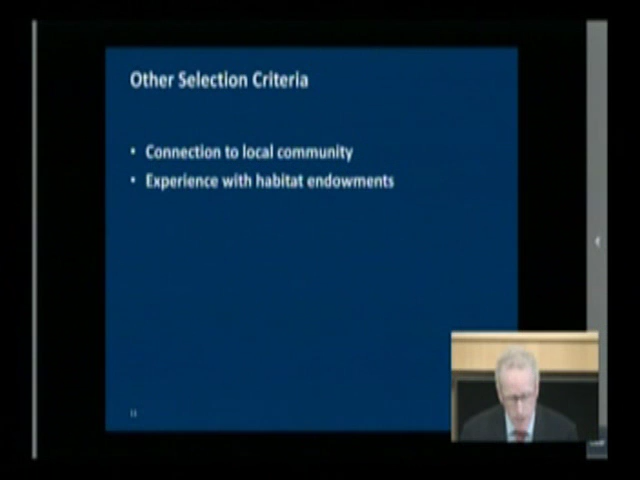 Other Selection Criteria
• Connection to local community
• Experience with habitat endowments